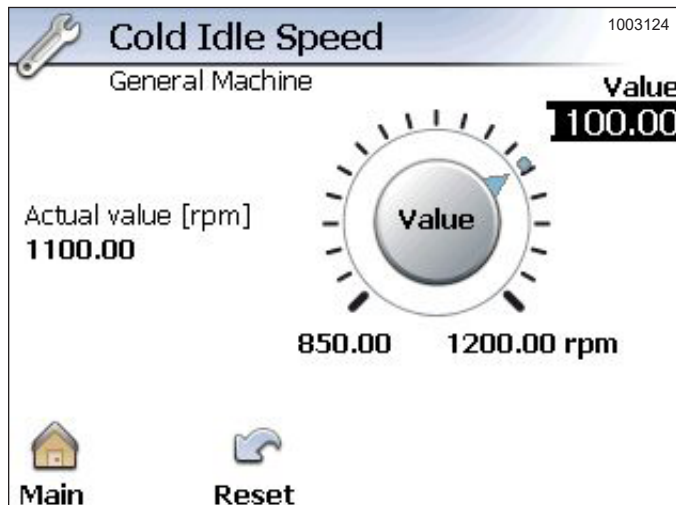 1003124
Cold Idle Speed
General Machine
Value
1100.00
Actual value [rpm]
1100.00
Value
850.00
1200.00 rpm
Main
Reset